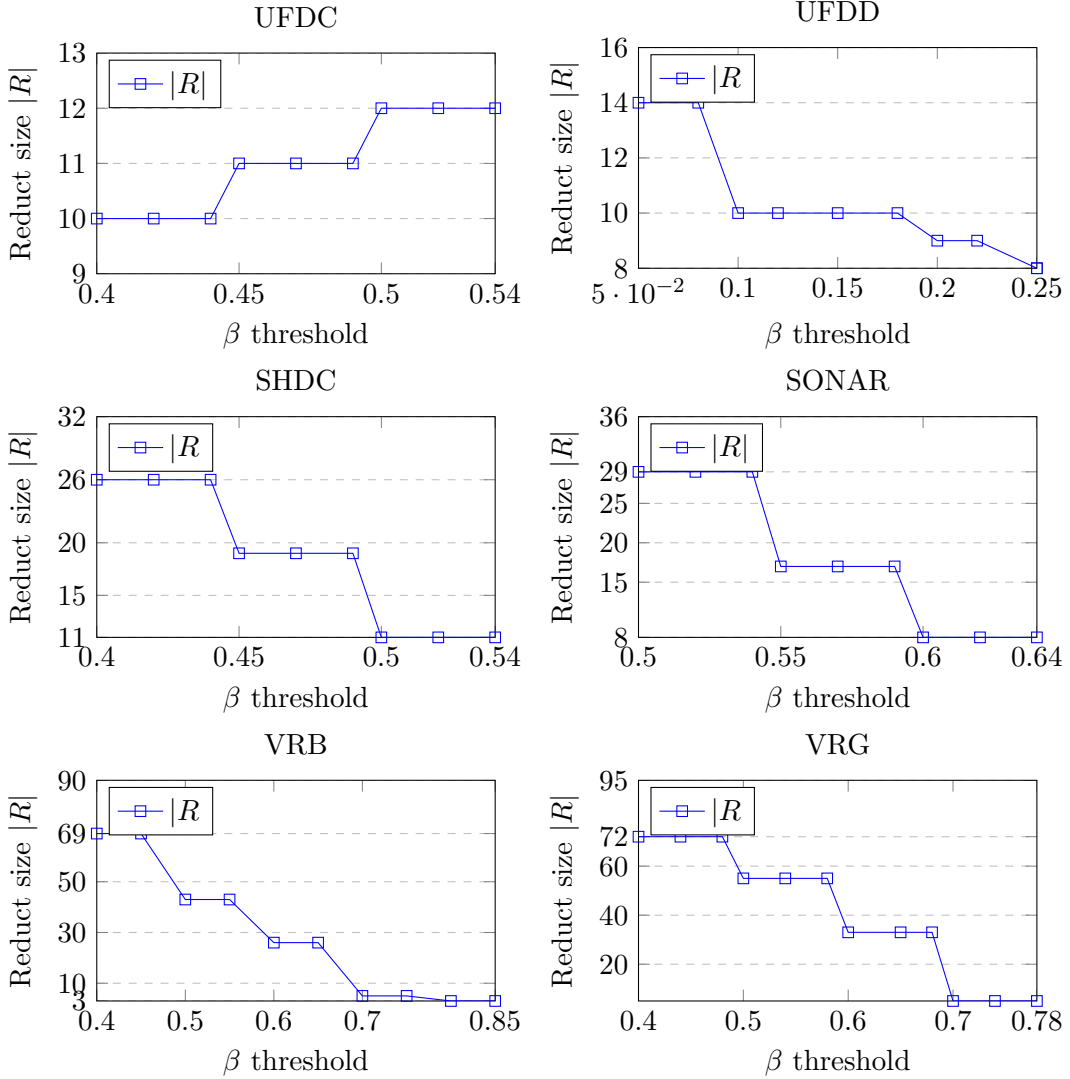 UFDC
13
12
11
10
9
Reduct size |R|
|R|
0.4
0.45
0.5
0.54
β threshold
UFDD
16
14
12
10
8
Reduct size |R|
|R
5 · 10−2
0.1
0.15
0.2
0.25
β threshold
SHDC
32
26
20
15
11
Reduct size |R|
|R
0.4
0.45
0.5
0.54
β threshold
SONAR
36
29
25
20
15
8
Reduct size |R|
|R|
0.5
0.55
0.6
0.64
β threshold
VRB
90
69
50
30
10
3
Reduct size |R|
|R
0.4
0.5
0.6
0.7
0.85
β threshold
VRG
95
72
60
40
20
Reduct size |R|
|R
0.4
0.5
0.6
0.7
0.78
β threshold